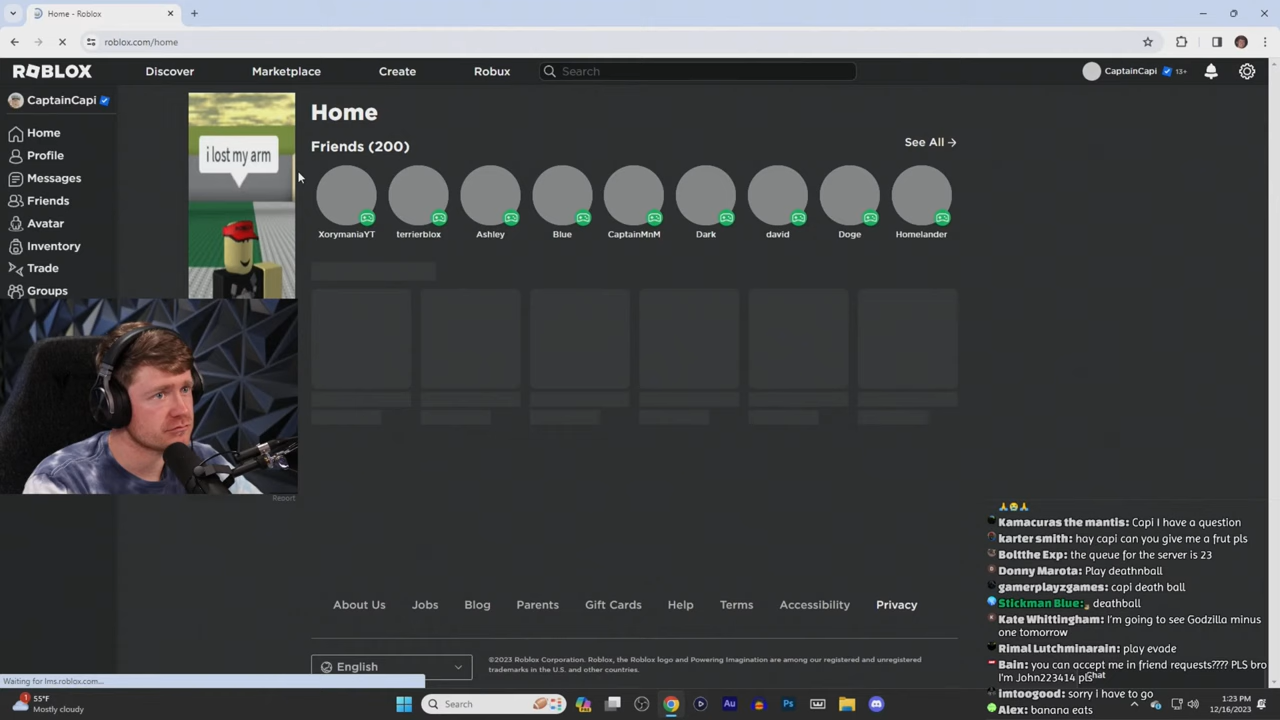 Home - Roblox
roblox.com/home
ROBLOX
Discover
Marketplace
Create
Robux
Search
CaptainCapi
13+
CaptainCapi
Home
Profile
Messages
Friends
Avatar
Inventory
Trade
Groups
i lost my arm
Report
Home
Friends (200)
See All
XorymaniaYT
terrierblox
Ashley
Blue
CaptainMnM
Dark
david
Doge
Homelander
About Us
Jobs
Blog
Parents
Gift Cards
Help
Terms
Accessibility
Privacy
English
©2023 Roblox Corporation. Roblox, the Roblox logo and Powering Imagination are among our registered and unregistered
trademarks in the U.S. and other countries.
Kamacuras the mantis: Capi I have a question
karter smith: hay capi can you give me a frut pls
Boltthe Exp: the queue for the server is 23
Donny Marota: Play deathnball
gamerplayzgames: capi death ball
Stickman Blue: deathball
Kate Whittingham: I'm going to see Godzilla minus
one tomorrow
Rimal Lutchminarain: play evade
Bain: you can accept me in friend requests???? PLS bro
I'm John223414
imtoogood: sorry i have to go
Alex: banana eats
Waiting for lms.roblox.com...
1
55°F
Mostly cloudy
Search
Au
Ps
1:23 PM
12/16/2023